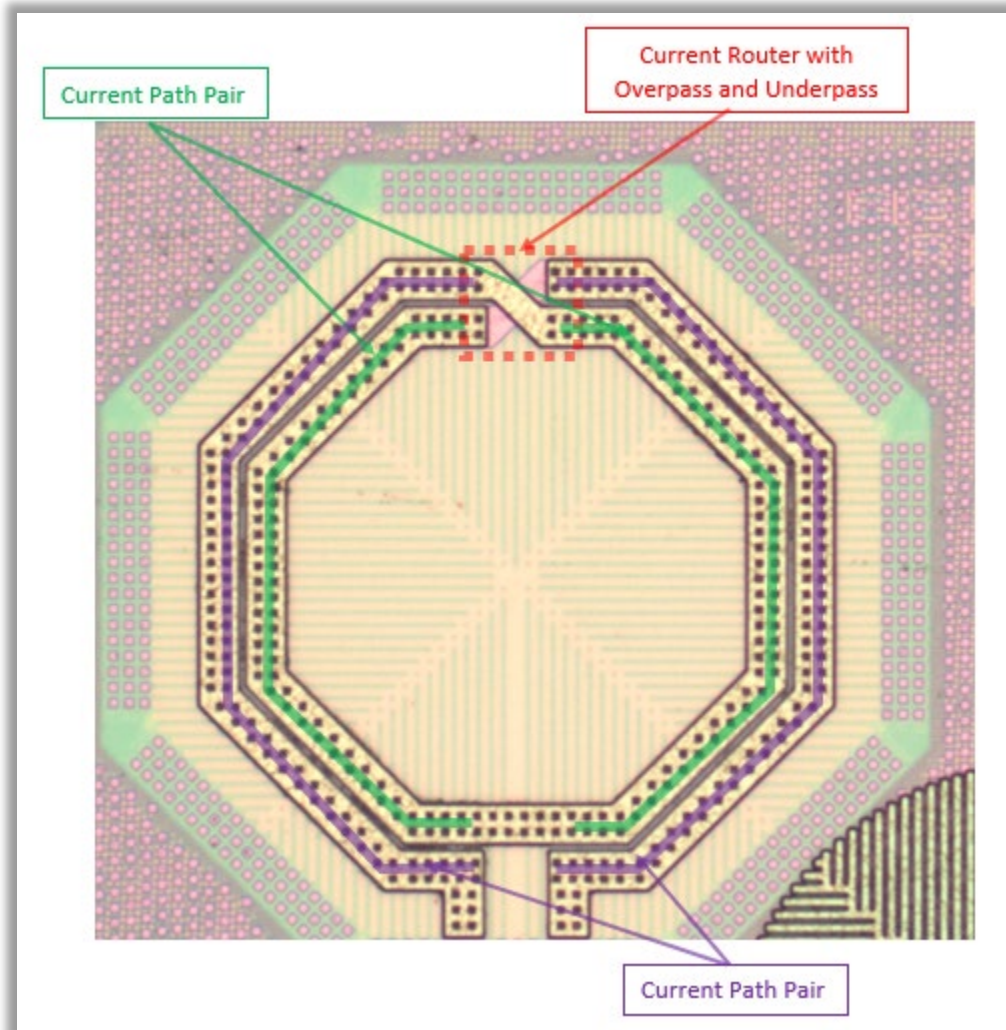 Current Router with
Overpass and Underpass
Current Path Pair
Current Path Pair